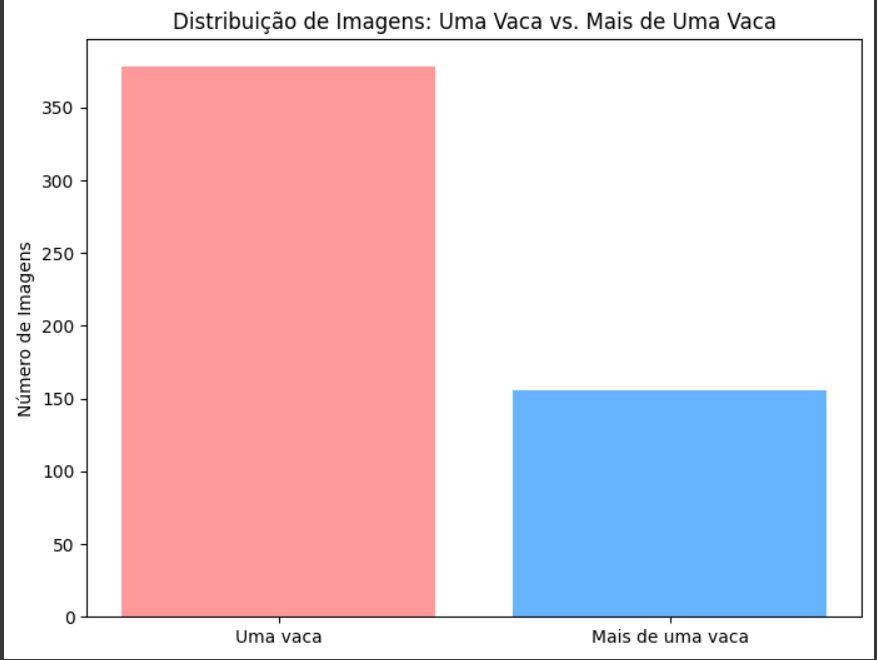 Distribuição de Imagens: Uma Vaca vs. Mais de Uma Vaca
Número de Imagens
350
300
250
200
150
100
50
0
Uma vaca
Mais de uma vaca